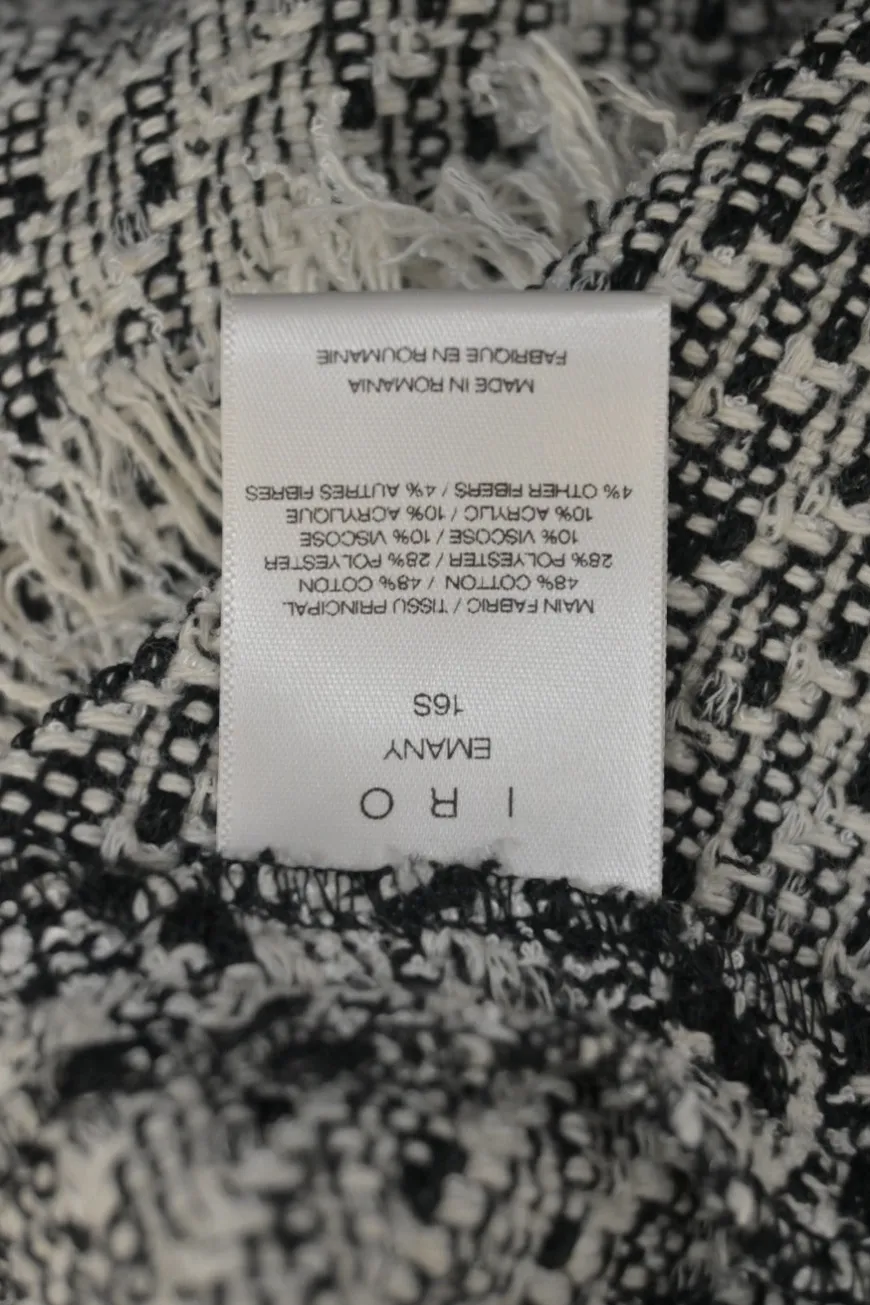 I R O
EMANY
16S
MAIN FABRIC / TISSU PRINCIPAL
48% COTON / 48% COTTON
28% POLYESTER / 28% POLYESTER
10% VISCOSE / 10% VISCOSE
10% ACRYLIC / 10% ACRYLIQUE
4% OTHER FIBERS / 4% AUTRES FIBRES
MADE IN ROMANIA
FABRIQUE EN ROUMANIE